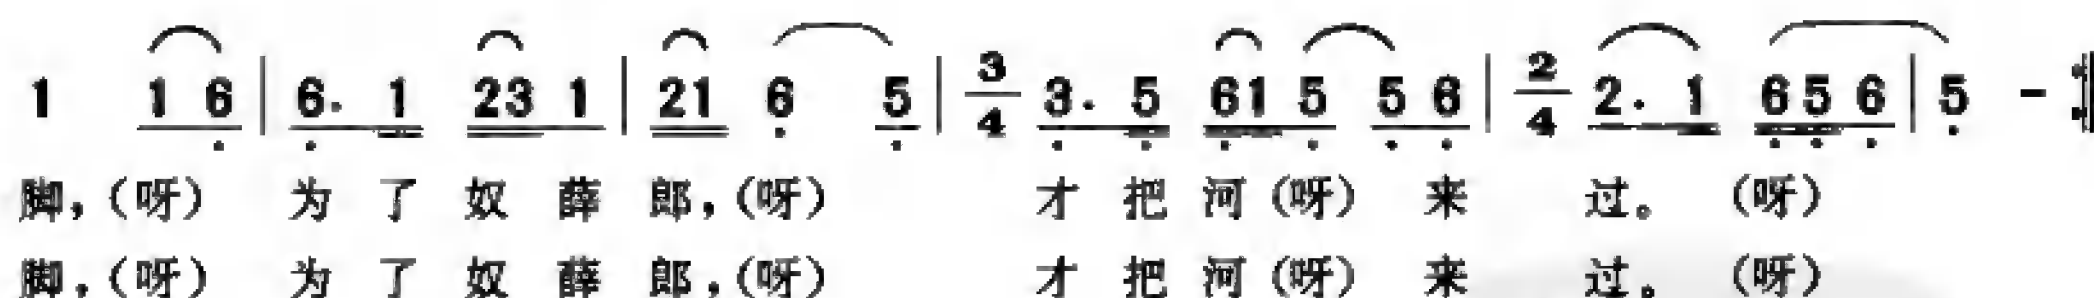 1 1 6 | 6. 1 23 1 | 21 6 5 | 3/4 3. 5 61 5 5 6 | 2/4 2. 1 65 6 | 5 -
脚，（呀） 为 了 奴 薛 郎，（呀） 才 把 河（呀） 来 过。（呀）
脚，（呀） 为 了 奴 薛 郎，（呀） 才 把 河（呀） 来 过。（呀）